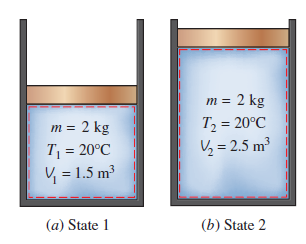 m = 2 kg
T₁ = 20°C
V₁ = 1.5 m³
(a) State 1
m = 2 kg
T₂ = 20°C
V₂ = 2.5 m³
(b) State 2